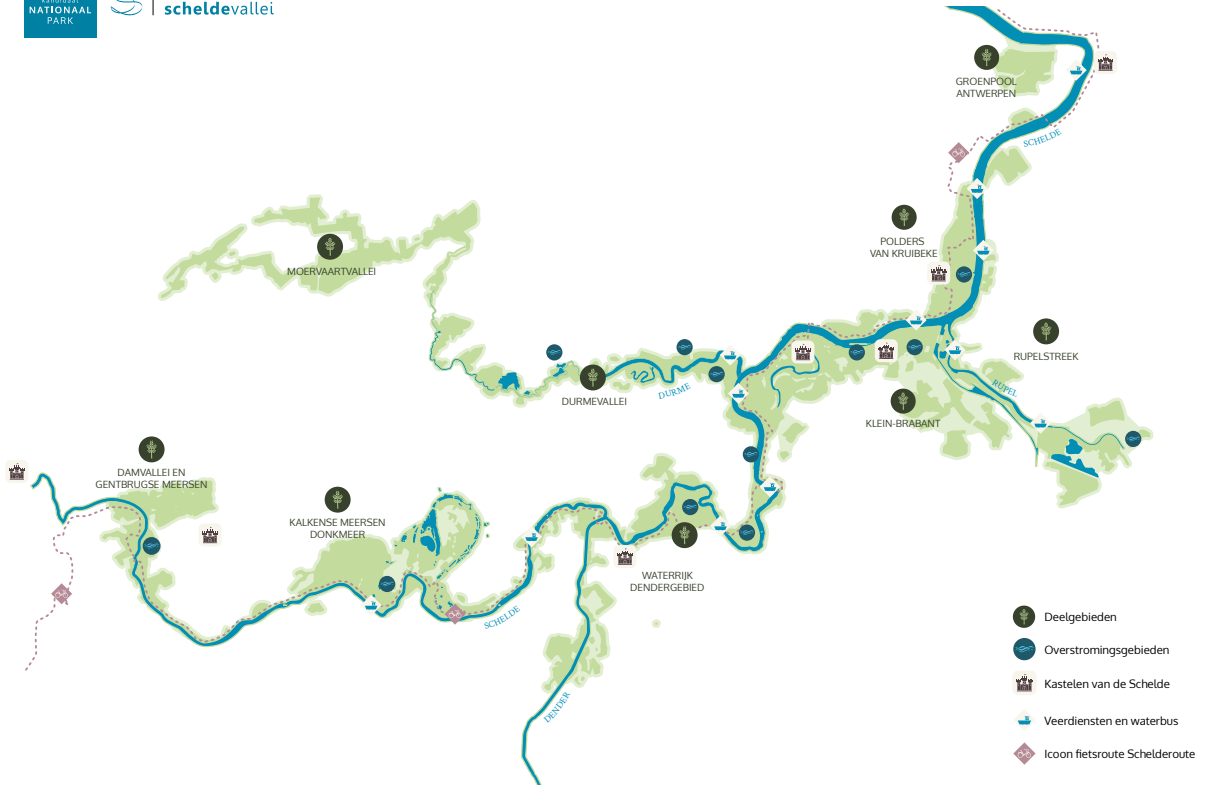 kandidaat
NATIONAAL
PARK
scheldevallei
GROENPOOL
ANTWERPEN
SCHELDE
POLDERS
VAN KRUIBEKE
MOERVAARTVALLEI
RUPELSTREEK
RUPEL
DURME
DURMEVALLEI
KLEIN-BRABANT
DAMVALLEI EN
GENTBRUGSE MEERSEN
KALKENSE MEERSEN
DONKMEER
WATERRIJK
DENDERGEBIED
SCHELDE
DENDER
Deelgebieden
Overstromingsgebieden
Kastelen van de Schelde
Veerdiensten en waterbus
Icoon fietsroute Schelderoute